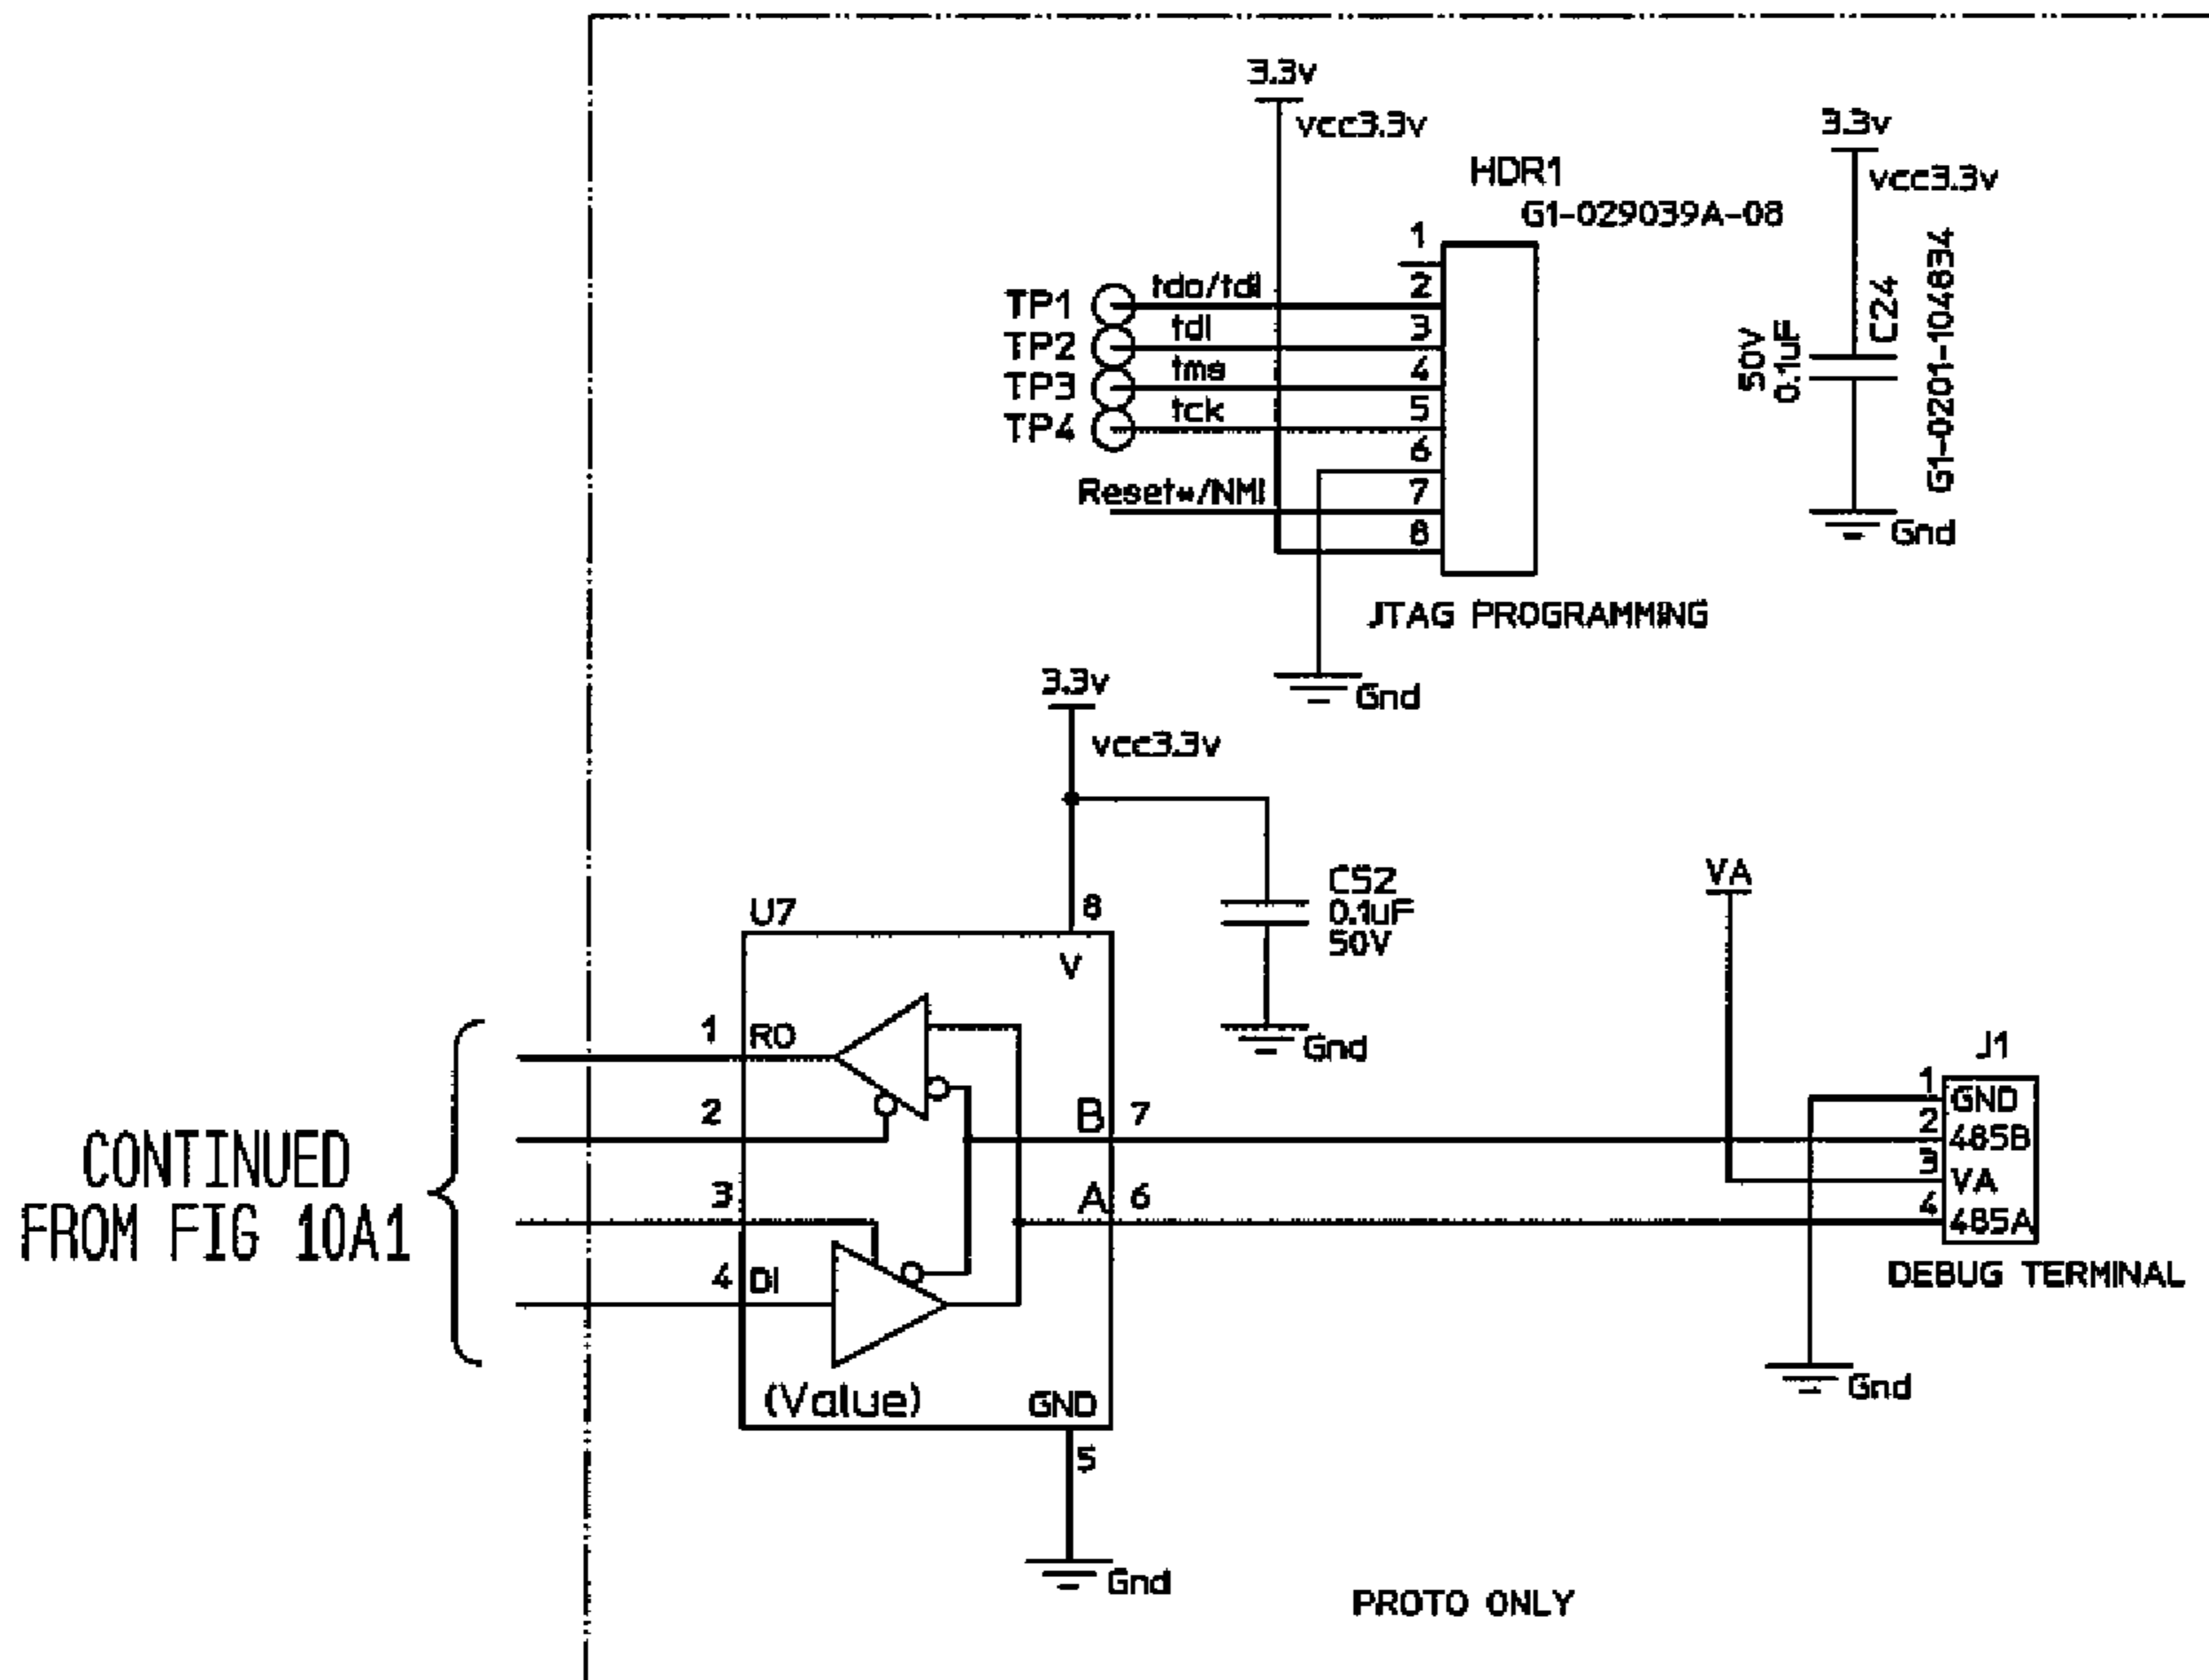 3.3v
vcc3.3v
HDR1
G1-029039A-08
1
TP1
tdo/tdi
2
TP2
tdi
3
TP3
tms
4
TP4
tck
5
6
Reset*/NMI
7
8
JTAG PROGRAMMING
Gnd
3.3v
vcc3.3v
50V
0.1uF
C24
G1-0201-104834
Gnd
3.3v
vcc3.3v
C52
0.1uF
50V
Gnd
U7
8
V
1
RO
2
B
7
3
A
6
4
DI
(Value)
GND
5
Gnd
CONTINUED
FROM FIG 10A1
VA
J1
1
GND
2
485B
3
VA
4
485A
DEBUG TERMINAL
Gnd
PROTO ONLY